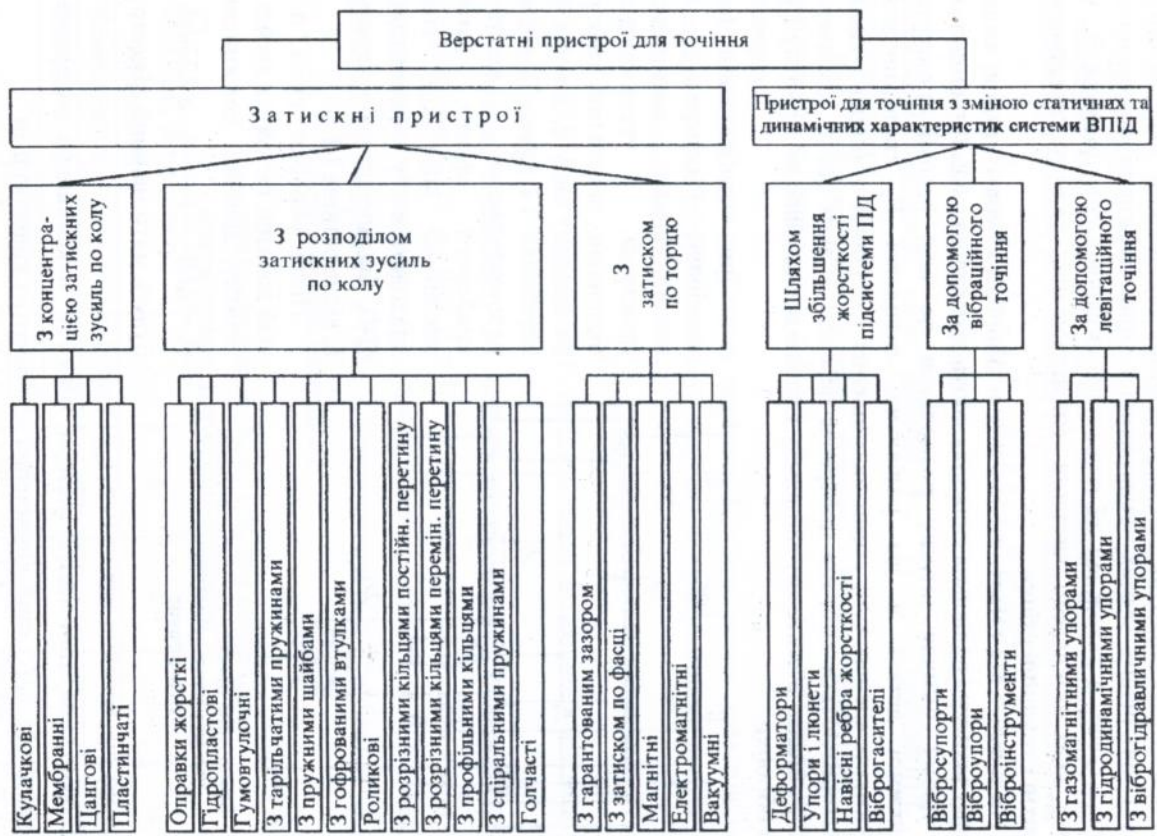 Верстатні пристрої для точіння
Затискні пристрої
Пристрої для точіння з зміною статичних та
динамічних характеристик системи ВПІД
З концентра-
цією затискних
зусиль по колу
З розподілом
затискних зусиль
по колу
З
затиском
по торцю
Шляхом
збільшення
жорсткості
підсистеми ПД
За допомогою
вібраційного
точіння
За допомогою
левітаційного
точіння
Кулачкові
Мембранні
Цангові
Пластинчаті
Оправки жорсткі
Гідропластові
Гумовтулочні
З тарільчатими пружинами
З пружними шайбами
З гофрованими втулками
Роликові
З розрізними кільцями постійн. перетину
З розрізними кільцями перемін. перетину
З профільними кільцями
З спіральними пружинами
Голчасті
З гарантованим зазором
З затиском по фасці
Магнітні
Електромагнітні
Вакумні
Деформатори
Упори і люнети
Навісні ребра жорсткості
Віброгасителі
Вібросупорти
Віброупори
Віброінструменти
З газомагнітними упорами
З гідродинамічними упорами
З віброгідравличними упорами